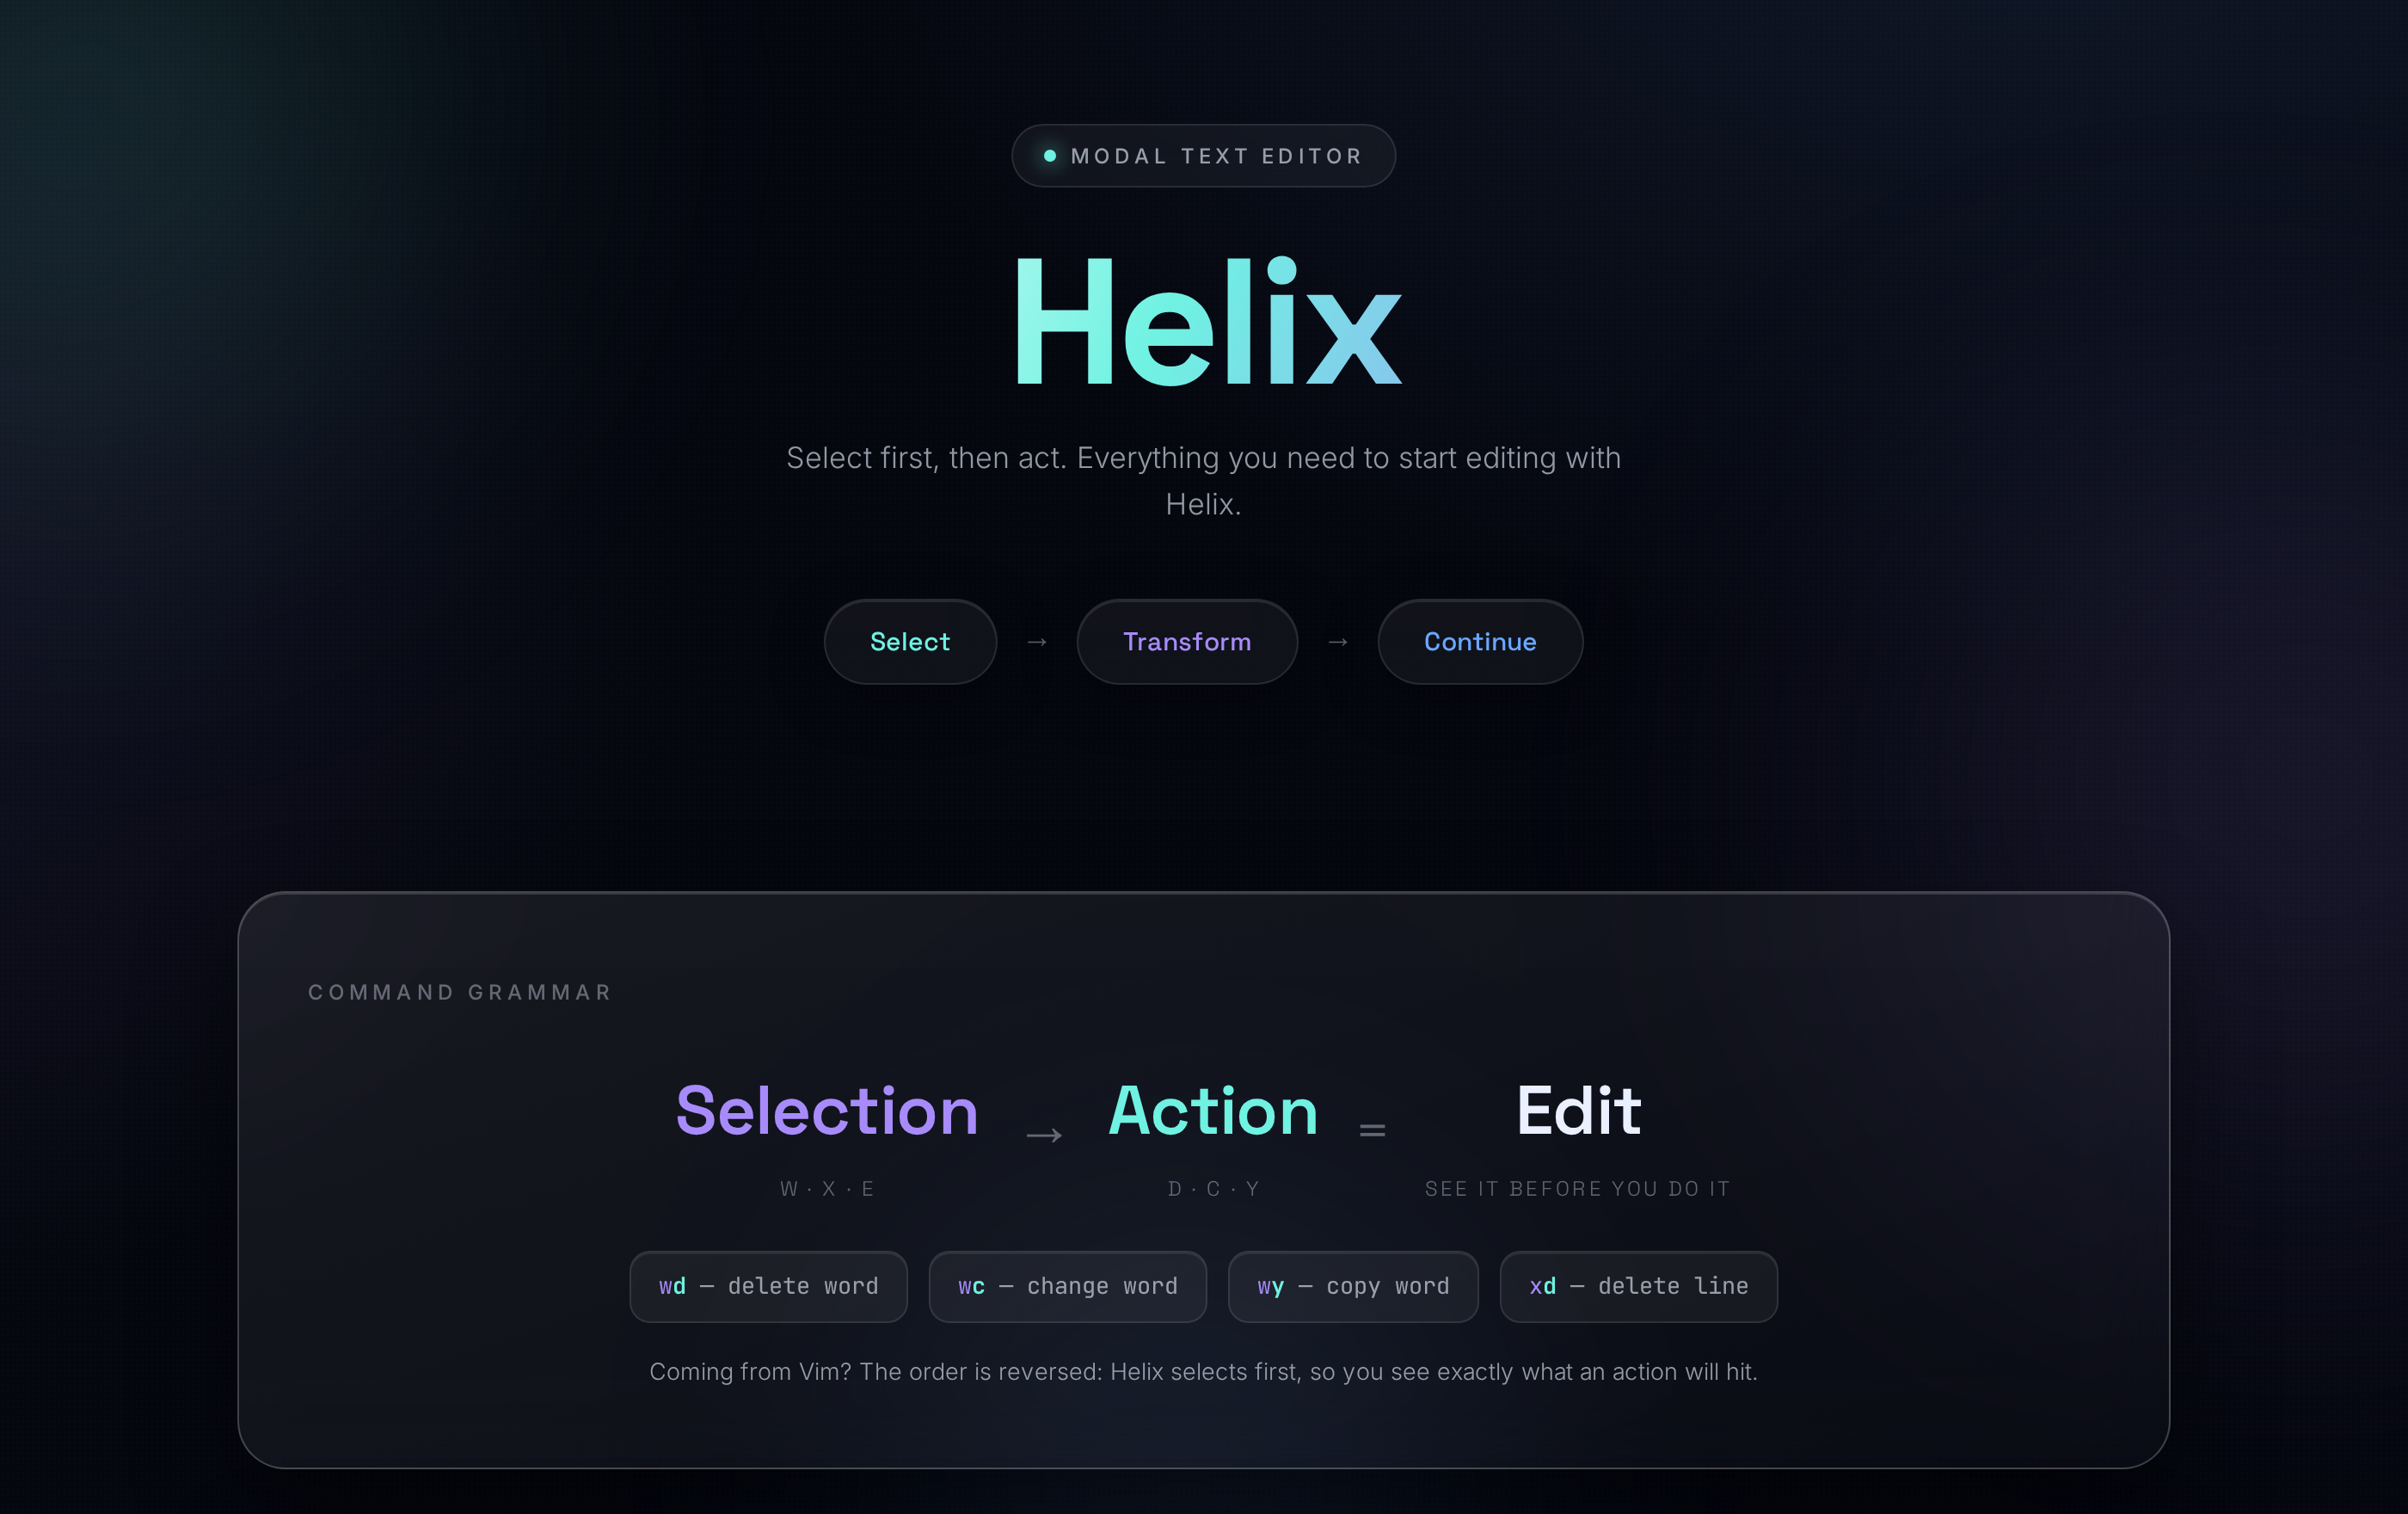 MODAL TEXT EDITOR
Helix
Select first, then act. Everything you need to start editing with
Helix.
Select → Transform → Continue
COMMAND GRAMMAR
Selection → Action = Edit
W · X · E
D · C · Y
SEE IT BEFORE YOU DO IT
wd — delete word
wc — change word
wy — copy word
xd — delete line
Coming from Vim? The order is reversed: Helix selects first, so you see exactly what an action will hit.